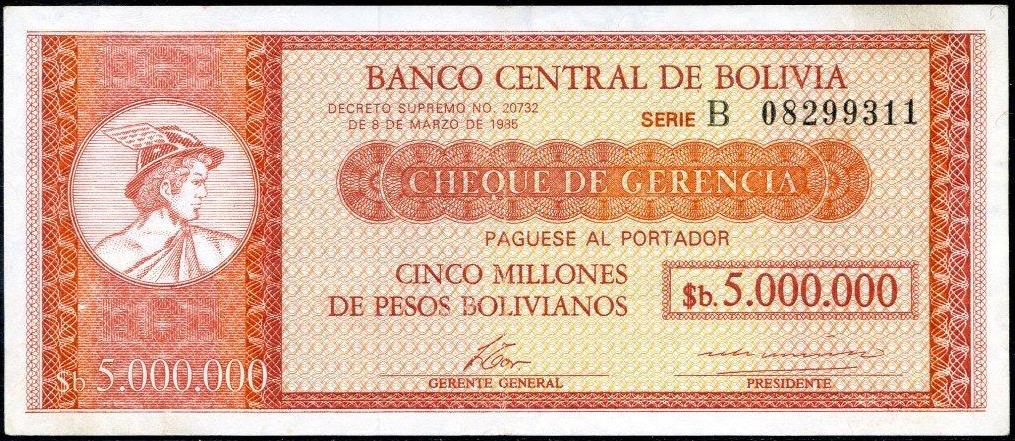 BANCO CENTRAL DE BOLIVIA
DECRETO SUPREMO NO. 20732
DE 8 DE MARZO DE 1985
SERIE B 08299311
CHEQUE DE GERENCIA
PAGUESE AL PORTADOR
CINCO MILLONES
DE PESOS BOLIVIANOS
$b. 5.000.000
$b 5.000.000
GERENTE GENERAL
PRESIDENTE